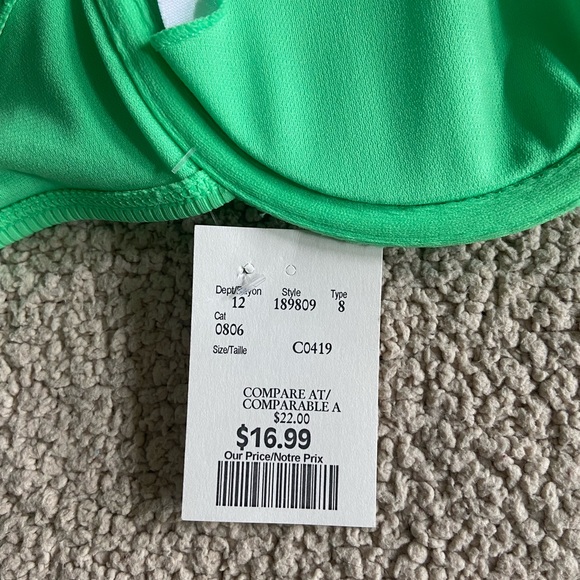 Dept/Rayon Style Type
12 189809 8
Cat
0806
Size/Taille C0419
COMPARE AT/
COMPARABLE A
$22.00
$16.99
Our Price/Notre Prix